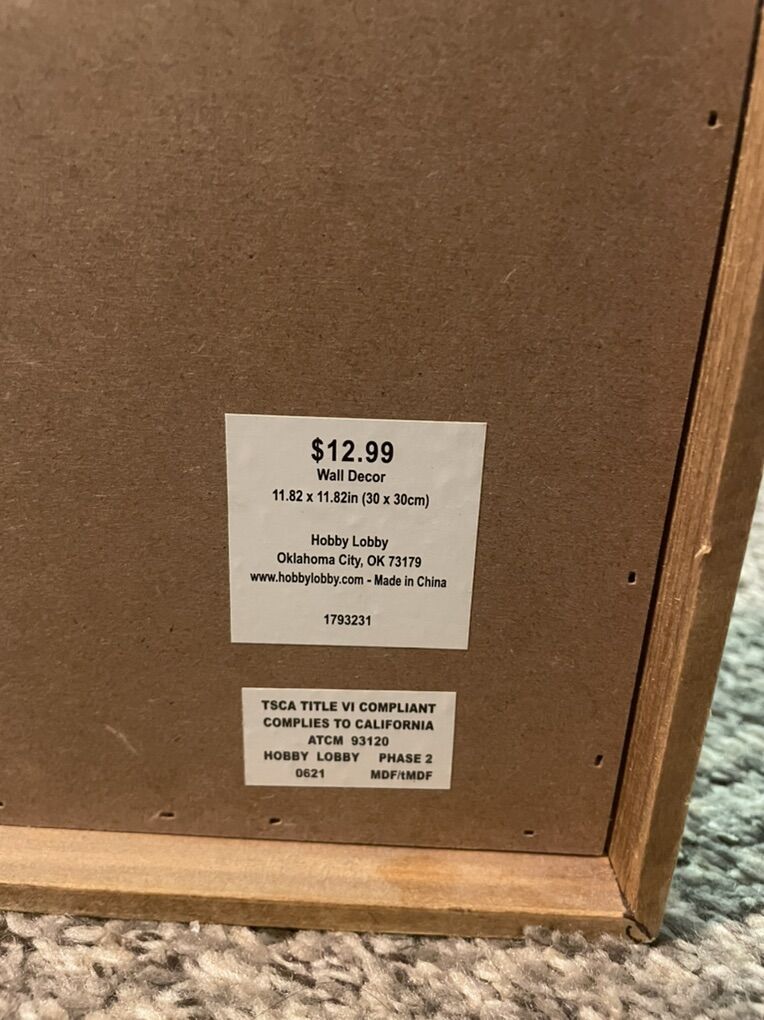 $12.99
Wall Decor
11.82 x 11.82in (30 x 30cm)
Hobby Lobby
Oklahoma City, OK 73179
www.hobbylobby.com - Made in China
1793231
TSCA TITLE VI COMPLIANT
COMPLIES TO CALIFORNIA
ATCM 93120
HOBBY LOBBY PHASE 2
0621 MDF/tMDF